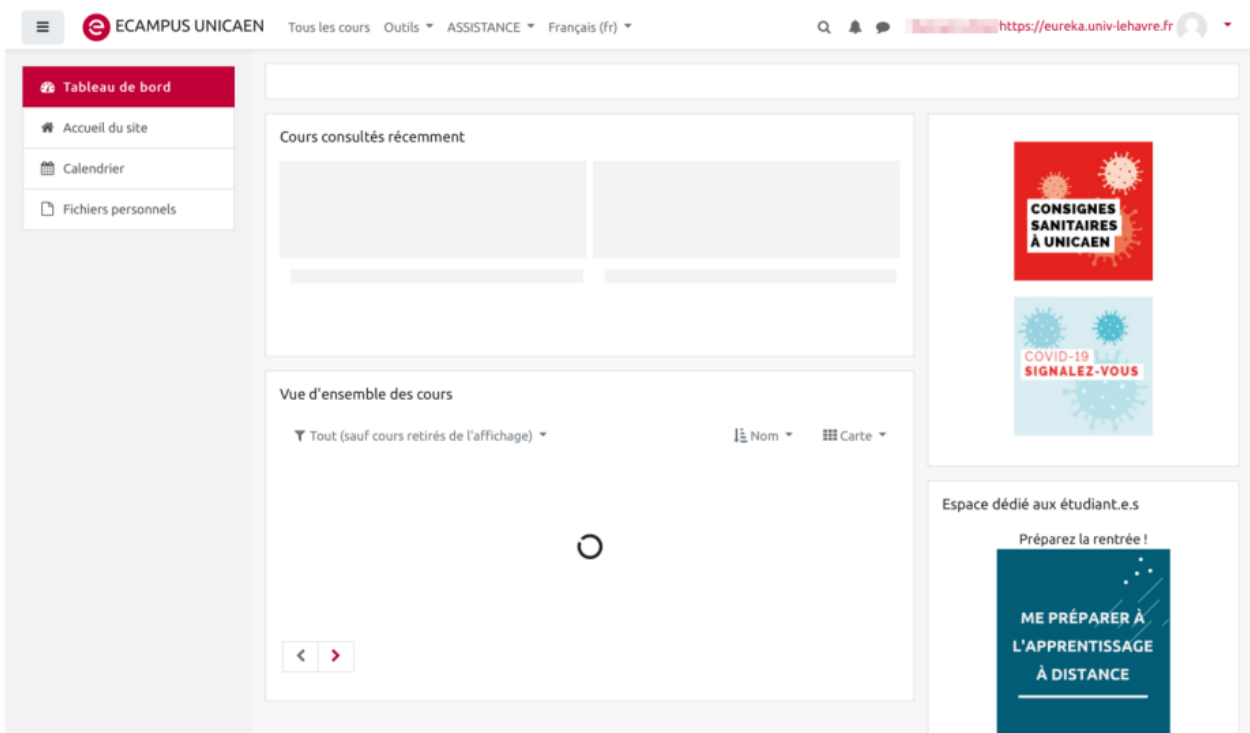 ECAMPUS UNICAEN Tous les cours Outils ASSISTANCE Français (fr) https://eureka.univ-lehavre.fr
Tableau de bord
Accueil du site
Calendrier
Fichiers personnels
Cours consultés récemment
CONSIGNES
SANITAIRES
À UNICAEN
COVID-19
SIGNALEZ-VOUS
Vue d'ensemble des cours
Tout (sauf cours retirés de l'affichage) Nom Carte
Espace dédié aux étudiant.e.s
Préparez la rentrée !
ME PRÉPARER À
L'APPRENTISSAGE
À DISTANCE